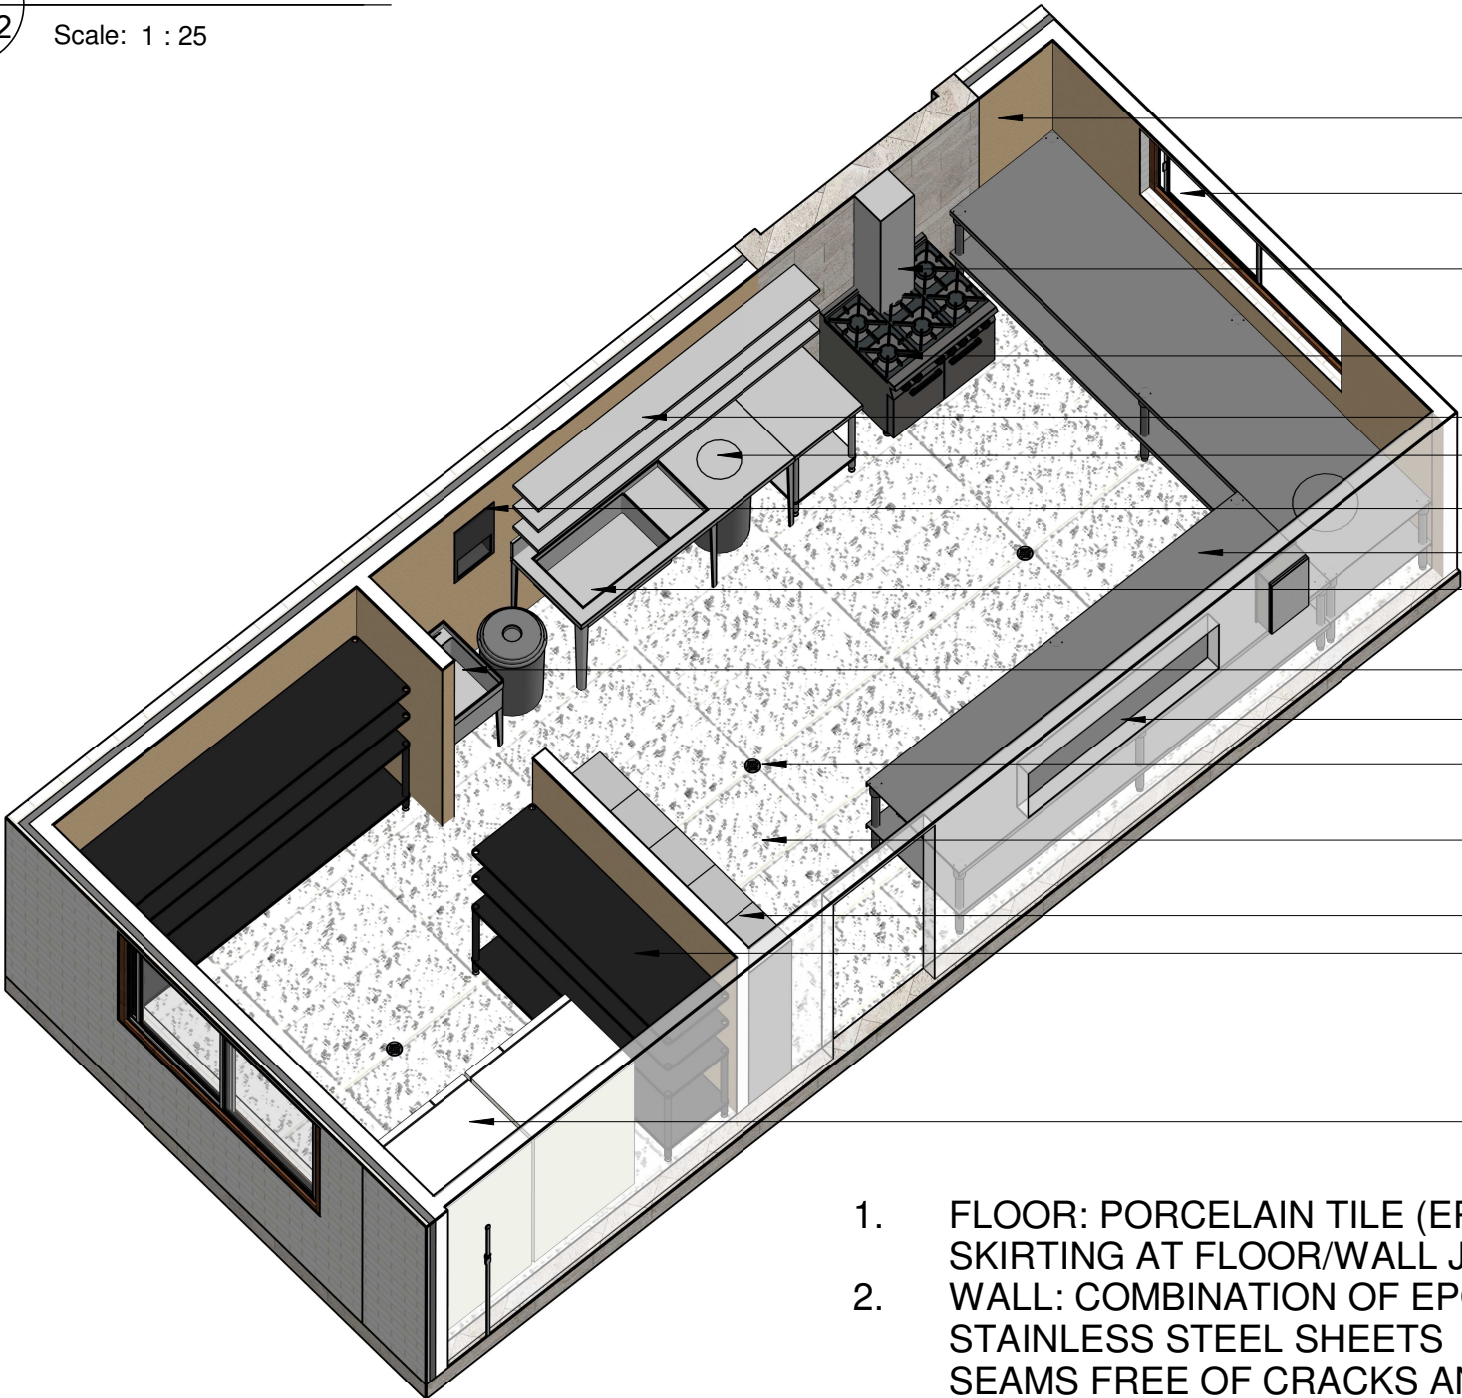 2
Scale: 1 : 25
1. FLOOR: PORCELAIN TILE
SKIRTING AT FLOOR/WALL
2. WALL: COMBINATION OF
STAINLESS STEEL SHEETS
SEAMS FREE OF CRACKS